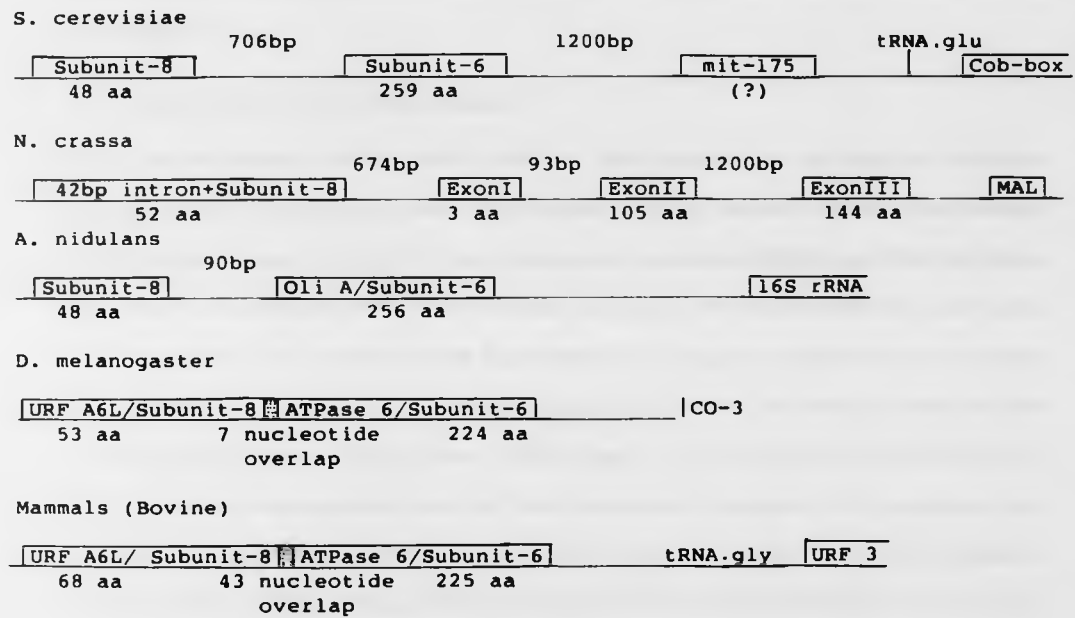 S. cerevisiae
706bp 1200bp tRNA.glu
Subunit-8 Subunit-6 mit-175 Cob-box
48 aa 259 aa (?)
N. crassa
674bp 93bp 1200bp
42bp intron+Subunit-8 ExonI ExonII ExonIII MAL
52 aa 3 aa 105 aa 144 aa
A. nidulans
90bp
Subunit-8 Oli A/Subunit-6 16S rRNA
48 aa 256 aa
D. melanogaster
URF A6L/Subunit-8 ATPase 6/Subunit-6 CO-3
53 aa 7 nucleotide 224 aa
overlap
Mammals (Bovine)
URF A6L/ Subunit-8 ATPase 6/Subunit-6 tRNA.gly URF 3
68 aa 43 nucleotide 225 aa
overlap